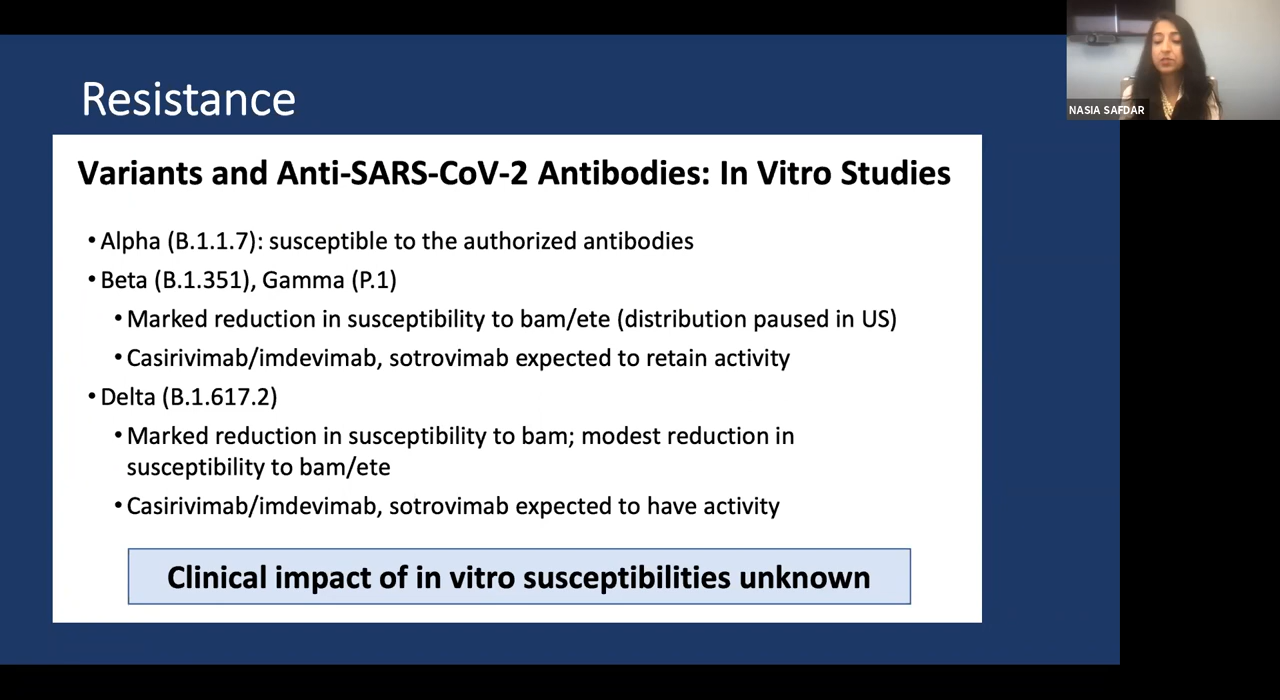 Resistance
NASIA SAFDAR
Variants and Anti-SARS-CoV-2 Antibodies: In Vitro Studies
• Alpha (B.1.1.7): susceptible to the authorized antibodies
• Beta (B.1.351), Gamma (P.1)
• Marked reduction in susceptibility to bam/ete (distribution paused in US)
• Casirivimab/imdevimab, sotrovimab expected to retain activity
• Delta (B.1.617.2)
• Marked reduction in susceptibility to bam; modest reduction in
susceptibility to bam/ete
• Casirivimab/imdevimab, sotrovimab expected to have activity
Clinical impact of in vitro susceptibilities unknown